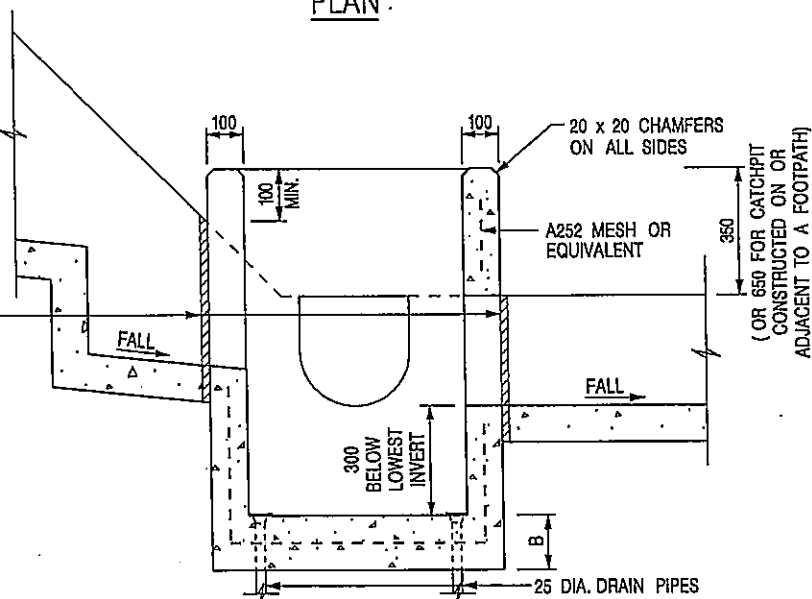 PLAN
100
100
20 x 20 CHAMFERS
ON ALL SIDES
100
MIN.
A252 MESH OR
EQUIVALENT
350
(OR 650 FOR CATCHPIT
CONSTRUCTED ON OR
ADJACENT TO A FOOTPATH)
FALL
FALL
300
BELOW
LOWEST
INVERT
B
25 DIA. DRAIN PIPES